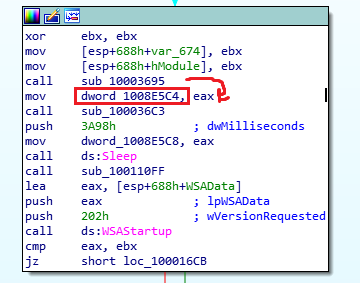 xor ebx, ebx
mov [esp+688h+var_674], ebx
mov [esp+688h+hModule], ebx
call sub_10003695
mov dword_1008E5C4, eax
call sub_100036C3
push 3A98h ; dwMilliseconds
mov dword_1008E5C8, eax
call ds:Sleep
call sub_100110FF
lea eax, [esp+688h+WSAData]
push eax ; lpWSAData
push 202h ; wVersionRequested
call ds:WSAStartup
cmp eax, ebx
jz short loc_100016CB